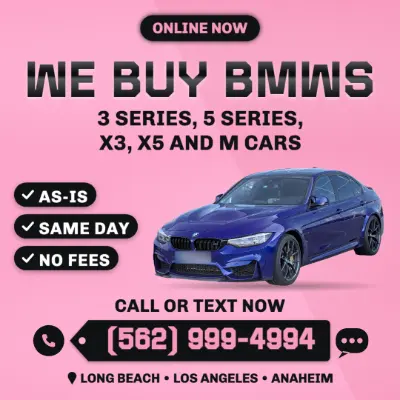 ONLINE NOW
WE BUY BMWS
3 SERIES, 5 SERIES,
X3, X5 AND M CARS
AS-IS
SAME DAY
NO FEES
CALL OR TEXT NOW
(562) 999-4994
LONG BEACH • LOS ANGELES • ANAHEIM